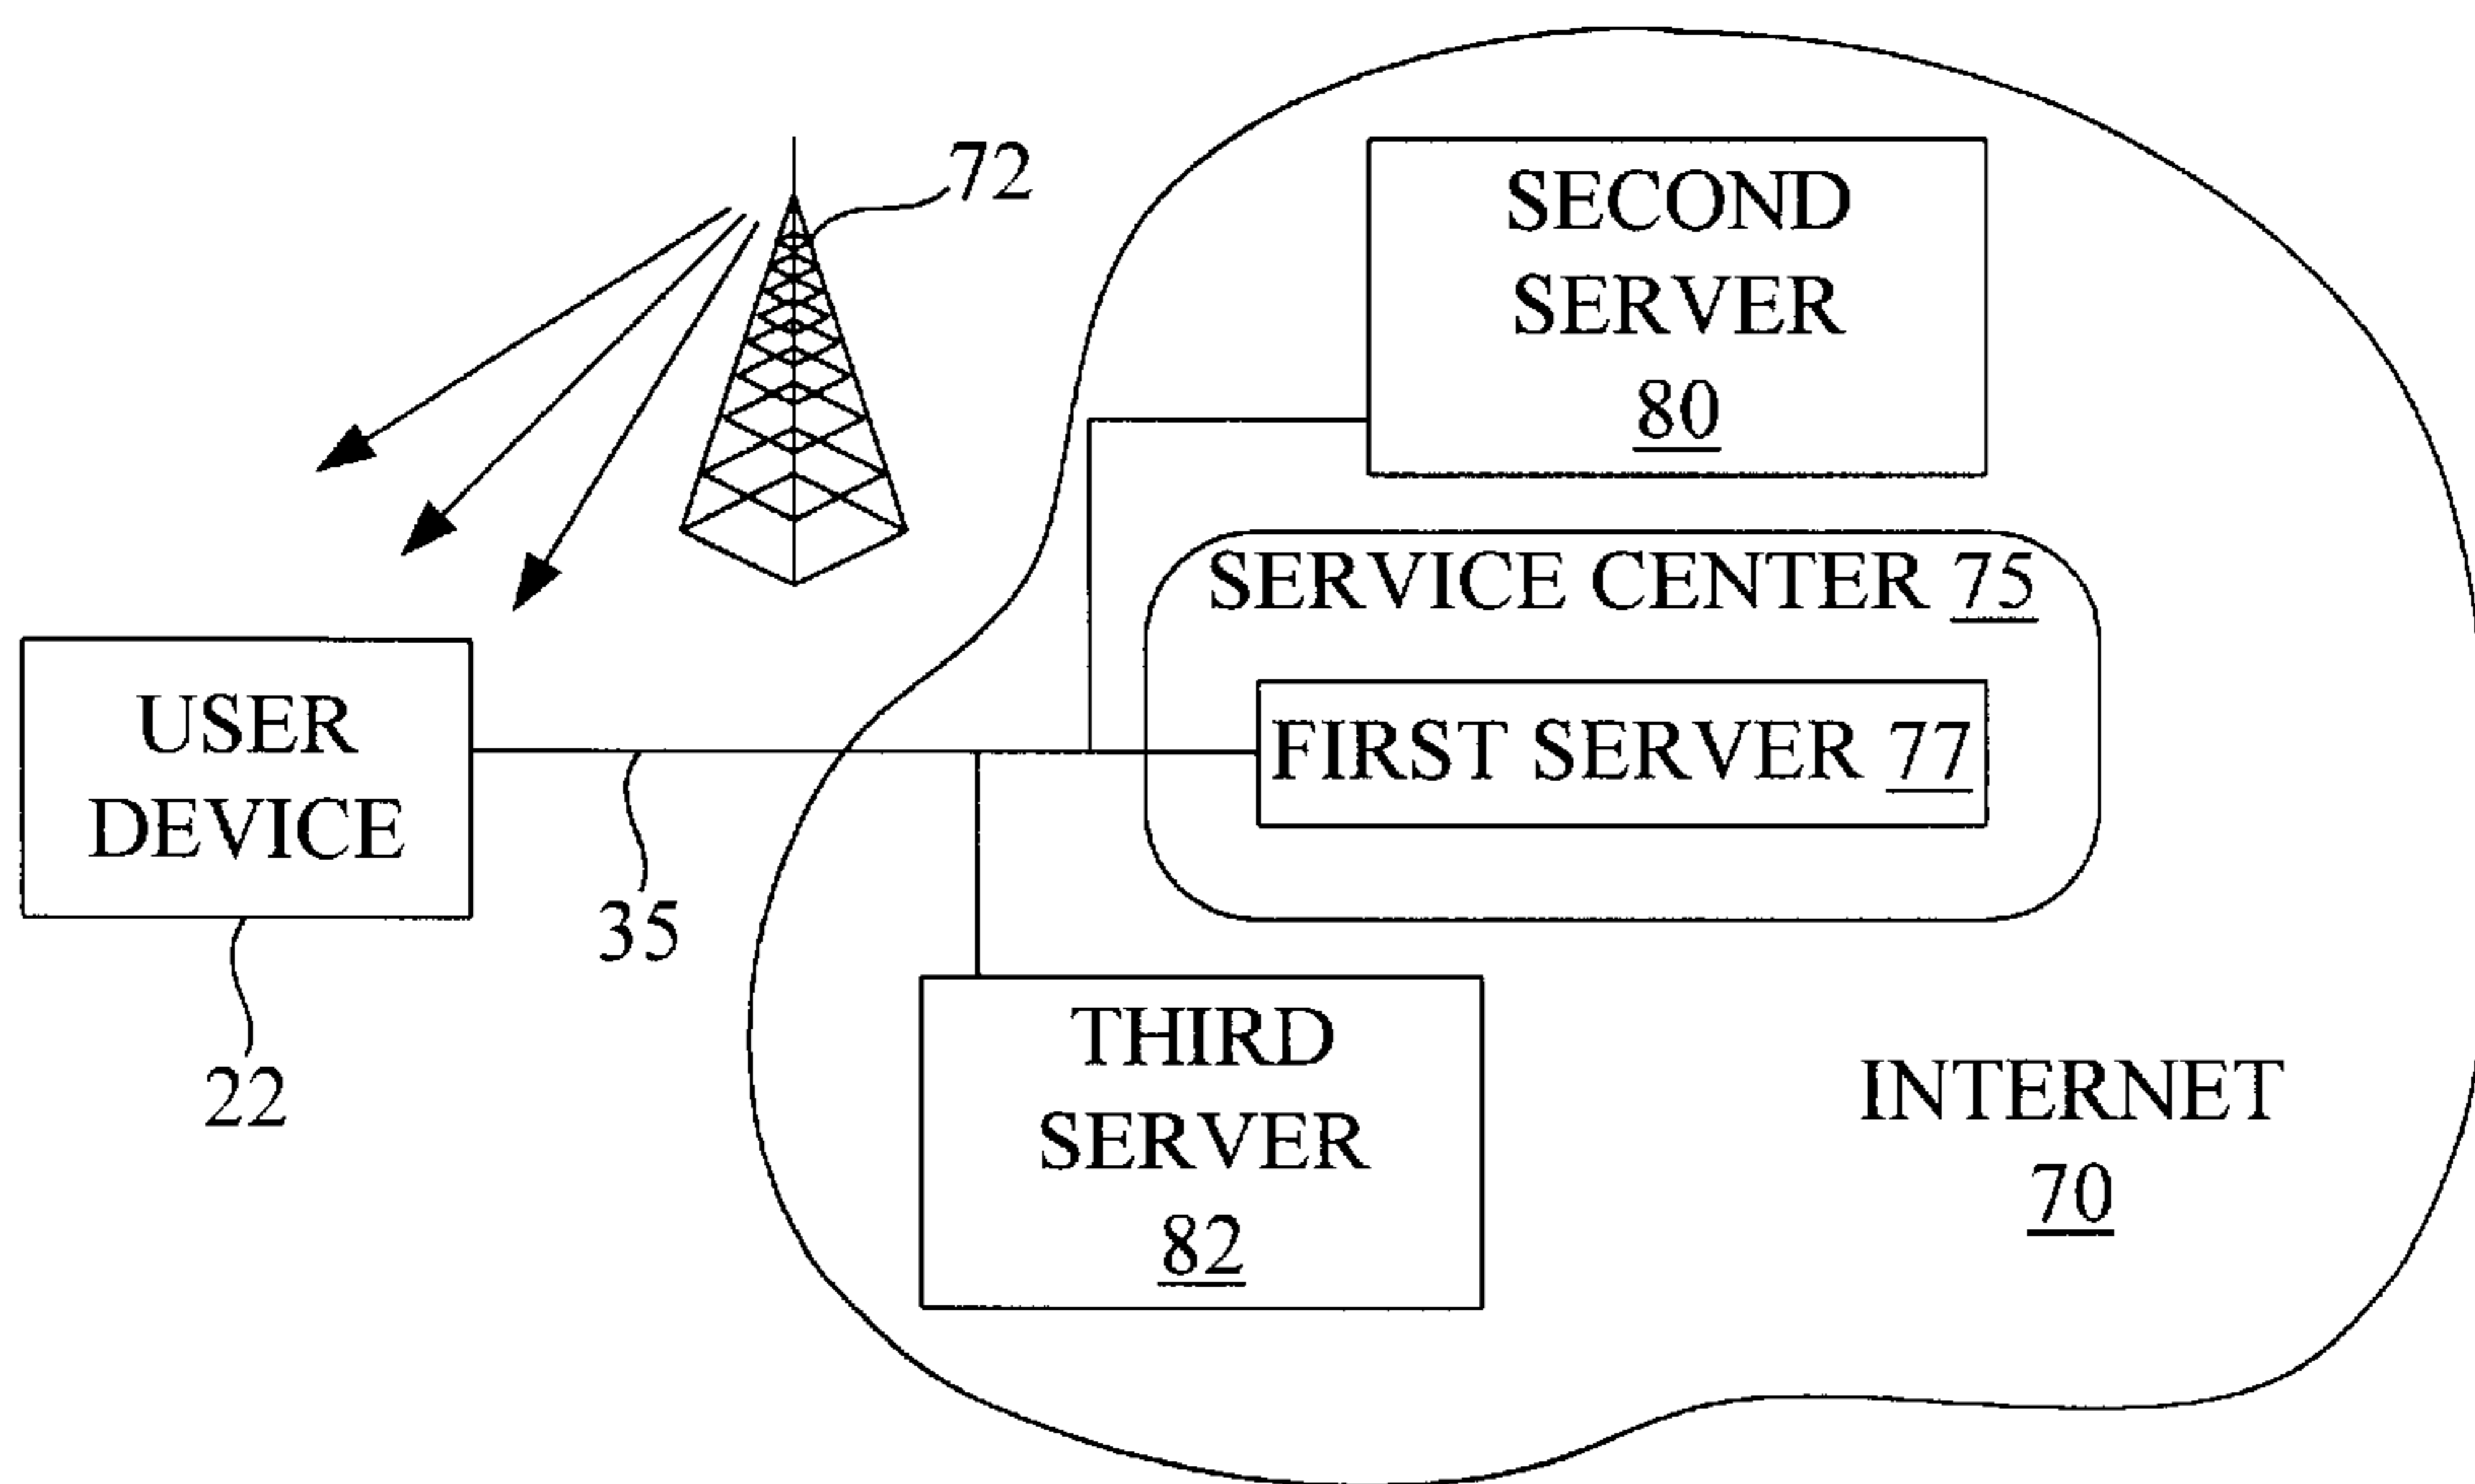 72
SECOND
SERVER
80
SERVICE CENTER 75
FIRST SERVER 77
USER
DEVICE
35
22
THIRD
SERVER
82
INTERNET
70